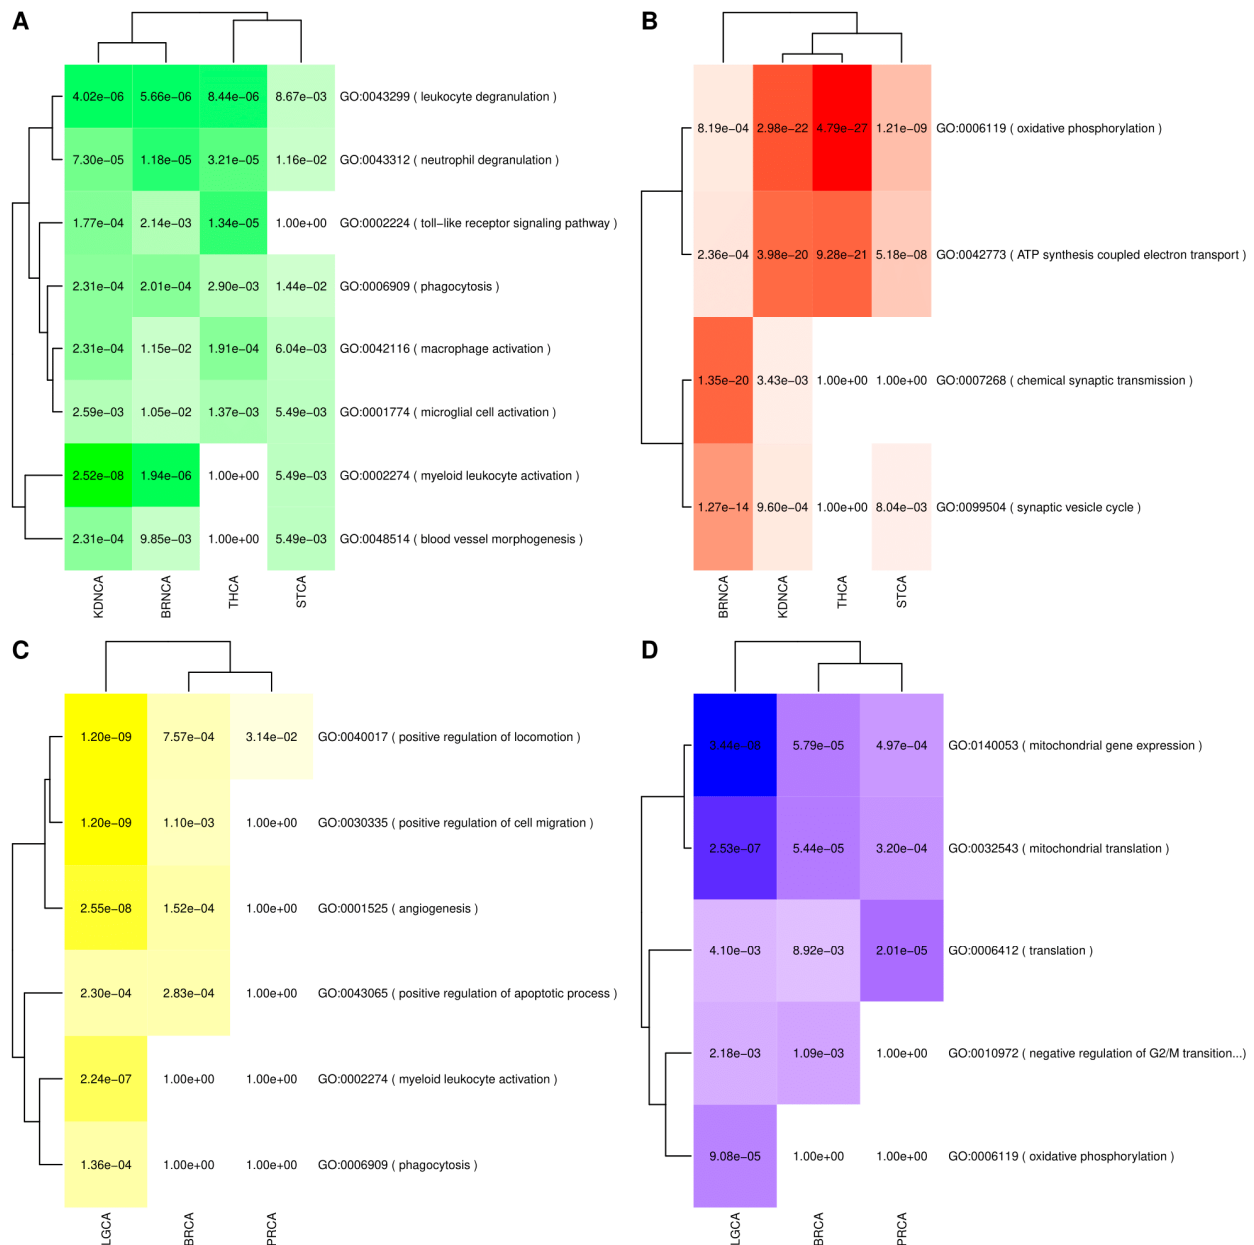 A
4.02e−06 5.66e−06 8.44e−06 8.67e−03 GO:0043299 ( leukocyte degranulation )
7.30e−05 1.18e−05 3.21e−05 1.16e−02 GO:0043312 ( neutrophil degranulation )
1.77e−04 2.14e−03 1.34e−05 1.00e+00 GO:0002224 ( toll−like receptor signaling pathway )
2.31e−04 2.01e−04 2.90e−03 1.44e−02 GO:0006909 ( phagocytosis )
2.31e−04 1.15e−02 1.91e−04 6.04e−03 GO:0042116 ( macrophage activation )
2.59e−03 1.05e−02 1.37e−03 5.49e−03 GO:0001774 ( microglial cell activation )
2.52e−08 1.94e−06 1.00e+00 5.49e−03 GO:0002274 ( myeloid leukocyte activation )
2.31e−04 9.85e−03 1.00e+00 5.49e−03 GO:0048514 ( blood vessel morphogenesis )
KDNCA BRNCA THCA STCA
B
8.19e−04 2.98e−22 4.79e−27 1.21e−09 GO:0006119 ( oxidative phosphorylation )
2.36e−04 3.98e−20 9.28e−21 5.18e−08 GO:0042773 ( ATP synthesis coupled electron transport )
1.35e−20 3.43e−03 1.00e+00 1.00e+00 GO:0007268 ( chemical synaptic transmission )
1.27e−14 9.60e−04 1.00e+00 8.04e−03 GO:0099504 ( synaptic vesicle cycle )
BRNCA KDNCA THCA STCA
C
1.20e−09 7.57e−04 3.14e−02 GO:0040017 ( positive regulation of locomotion )
1.20e−09 1.10e−03 1.00e+00 GO:0030335 ( positive regulation of cell migration )
2.55e−08 1.52e−04 1.00e+00 GO:0001525 ( angiogenesis )
2.30e−04 2.83e−04 1.00e+00 GO:0043065 ( positive regulation of apoptotic process )
2.24e−07 1.00e+00 1.00e+00 GO:0002274 ( myeloid leukocyte activation )
1.36e−04 1.00e+00 1.00e+00 GO:0006909 ( phagocytosis )
LGCA BRCA PRCA
D
3.44e−08 5.79e−05 4.97e−04 GO:0140053 ( mitochondrial gene expression )
2.53e−07 5.44e−05 3.20e−04 GO:0032543 ( mitochondrial translation )
4.10e−03 8.92e−03 2.01e−05 GO:0006412 ( translation )
2.18e−03 1.09e−03 1.00e+00 GO:0010972 ( negative regulation of G2/M transition...)
9.08e−05 1.00e+00 1.00e+00 GO:0006119 ( oxidative phosphorylation )
LGCA BRCA PRCA